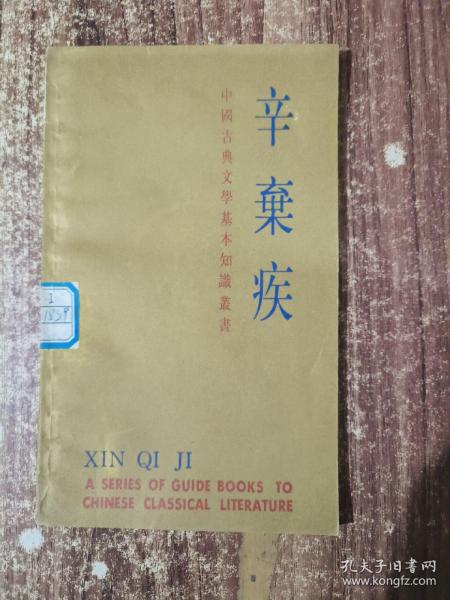 辛棄疾
中國古典文學基本知識叢書
I
XIN QI JI
A SERIES OF GUIDE BOOKS TO
CHINESE CLASSICAL LITERATURE
孔夫子旧书网
www.kongfz.com